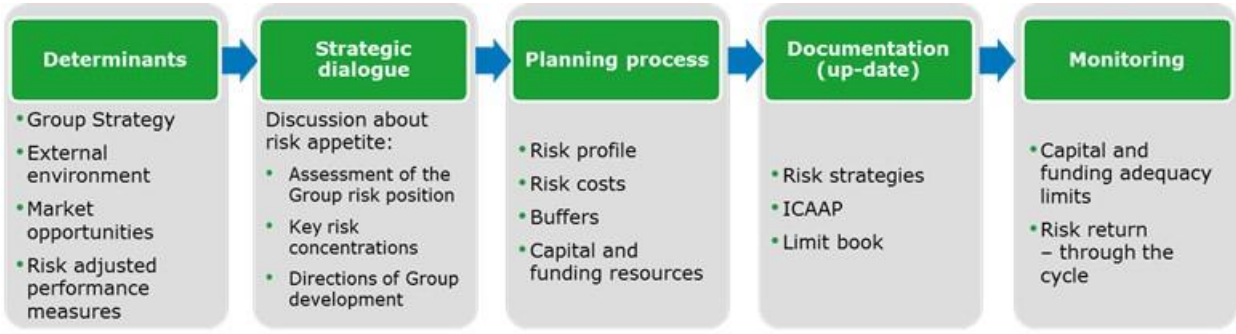 Determinants
• Group Strategy
• External
environment
• Market
opportunities
• Risk adjusted
performance
measures
Strategic
dialogue
Discussion about
risk appetite:
• Assessment of the
Group risk position
• Key risk
concentrations
• Directions of Group
development
Planning process
• Risk profile
• Risk costs
• Buffers
• Capital and
funding resources
Documentation
(up-date)
• Risk strategies
• ICAAP
• Limit book
Monitoring
• Capital and
funding adequacy
limits
• Risk return
– through the
cycle